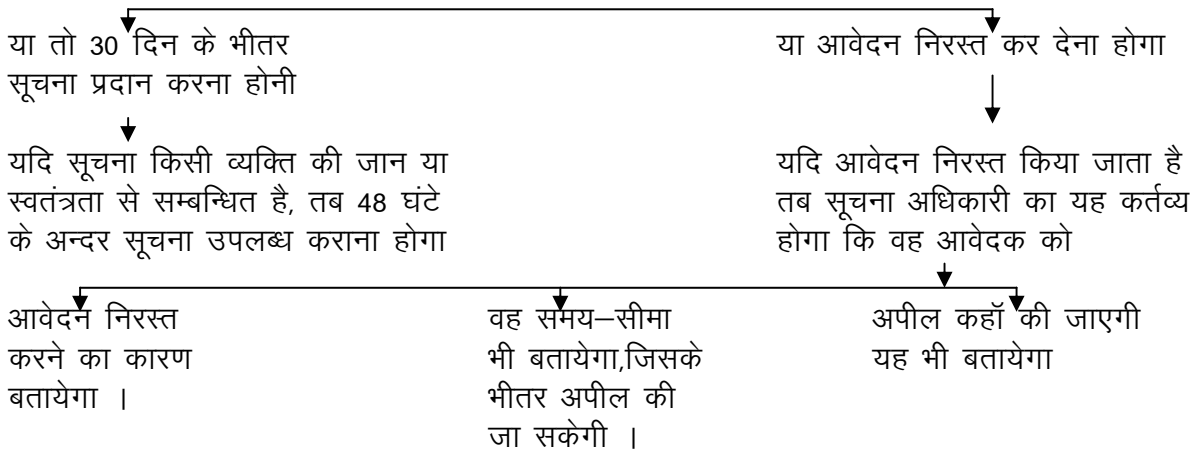 या तो 30 दिन के भीतर
सूचना प्रदान करना होनी
या आवेदन निरस्त कर देना होगा
यदि सूचना किसी व्यक्ति की जान या
स्वतंत्रता से सम्बन्धित है, तब 48 घंटे
के अन्दर सूचना उपलब्ध कराना होगा
यदि आवेदन निरस्त किया जाता है
तब सूचना अधिकारी का यह कर्तव्य
होगा कि वह आवेदक को
आवेदन निरस्त
करने का कारण
बतायेगा ।
वह समय–सीमा
भी बतायेगा,जिसके
भीतर अपील की
जा सकेगी ।
अपील कहॉ की जाएगी
यह भी बतायेगा